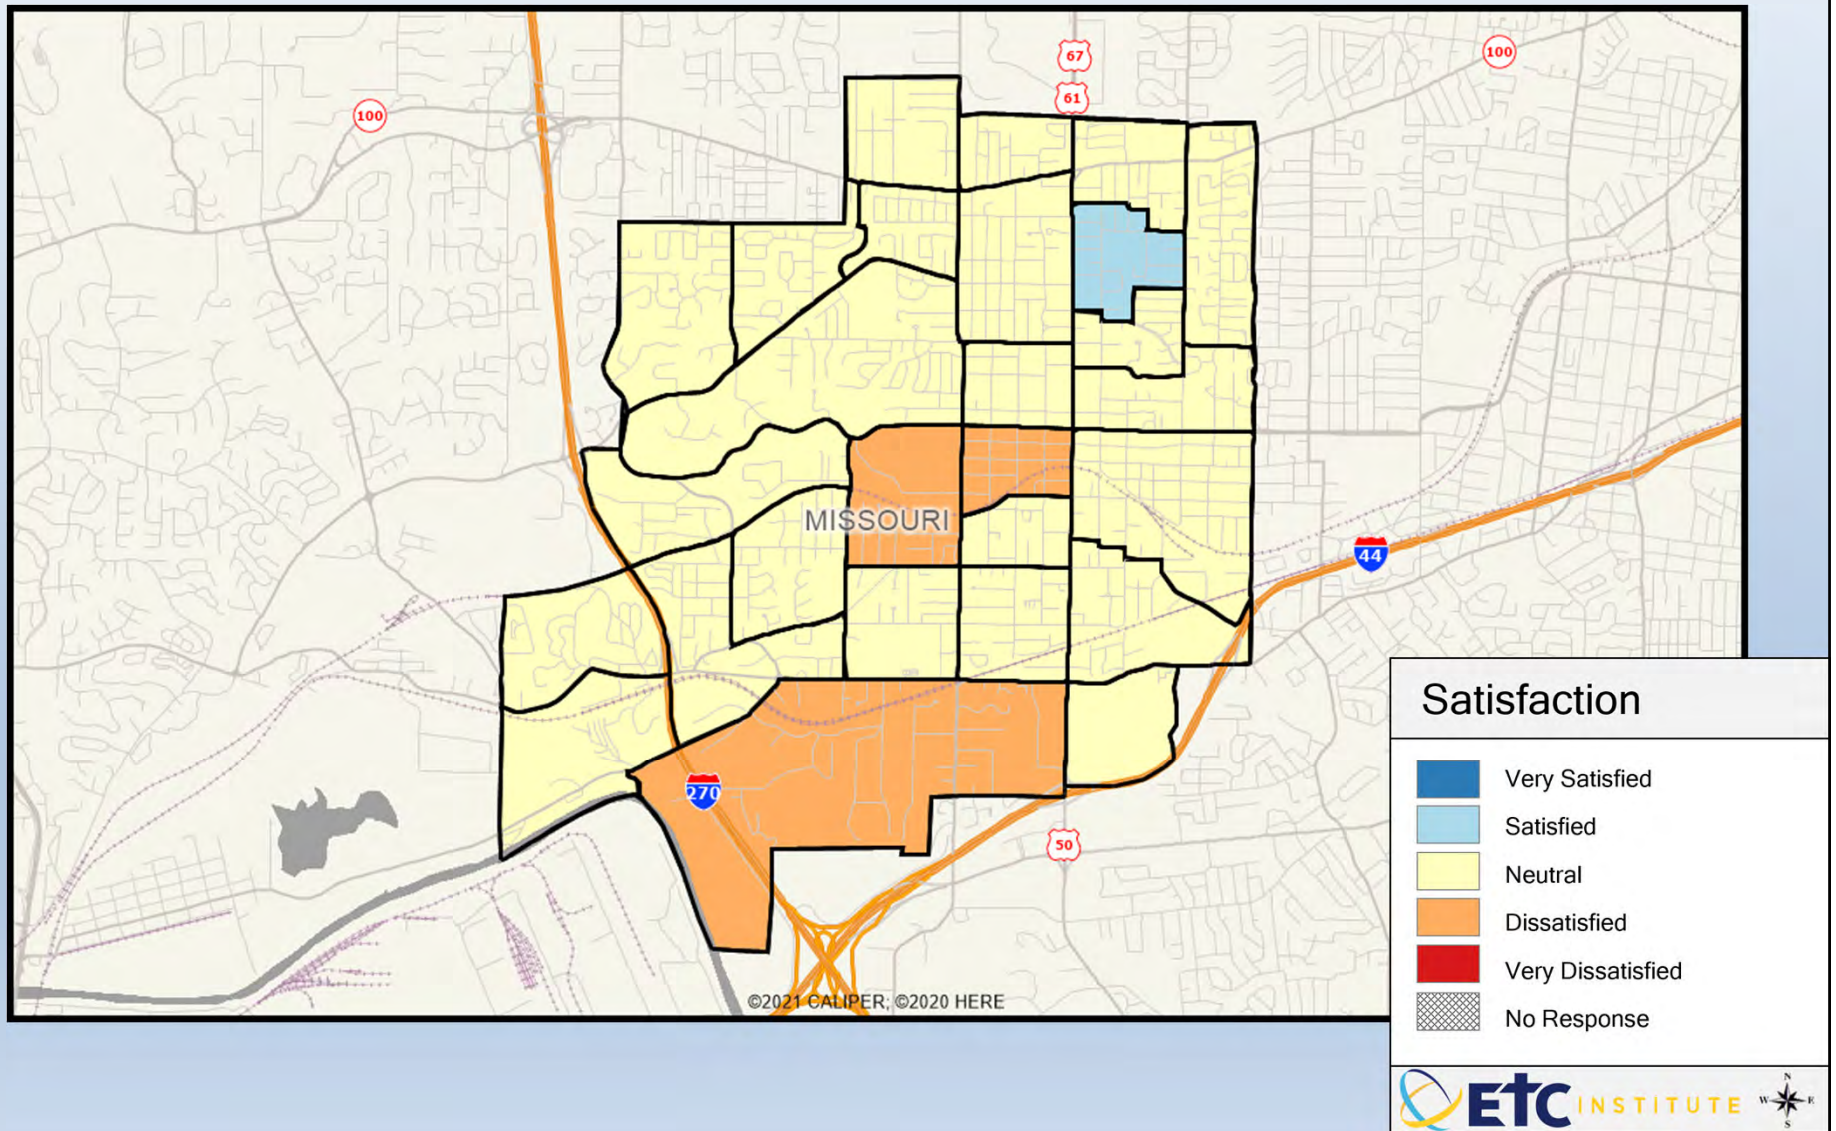 67
61
100
100
MISSOURI
44
270
50
©2021 CALIPER; ©2020 HERE
Satisfaction
Very Satisfied
Satisfied
Neutral
Dissatisfied
Very Dissatisfied
No Response
ETC INSTITUTE
N
W E
S